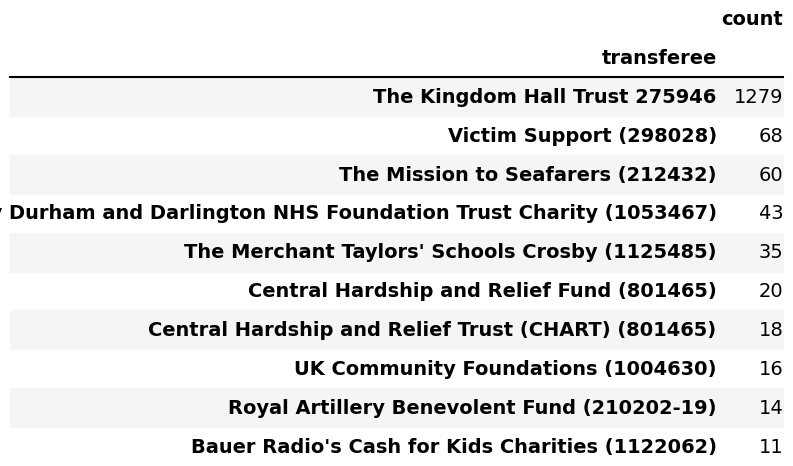 count
transferee
The Kingdom Hall Trust 275946 1279
Victim Support (298028) 68
The Mission to Seafarers (212432) 60
Durham and Darlington NHS Foundation Trust Charity (1053467) 43
The Merchant Taylors' Schools Crosby (1125485) 35
Central Hardship and Relief Fund (801465) 20
Central Hardship and Relief Trust (CHART) (801465) 18
UK Community Foundations (1004630) 16
Royal Artillery Benevolent Fund (210202-19) 14
Bauer Radio's Cash for Kids Charities (1122062) 11